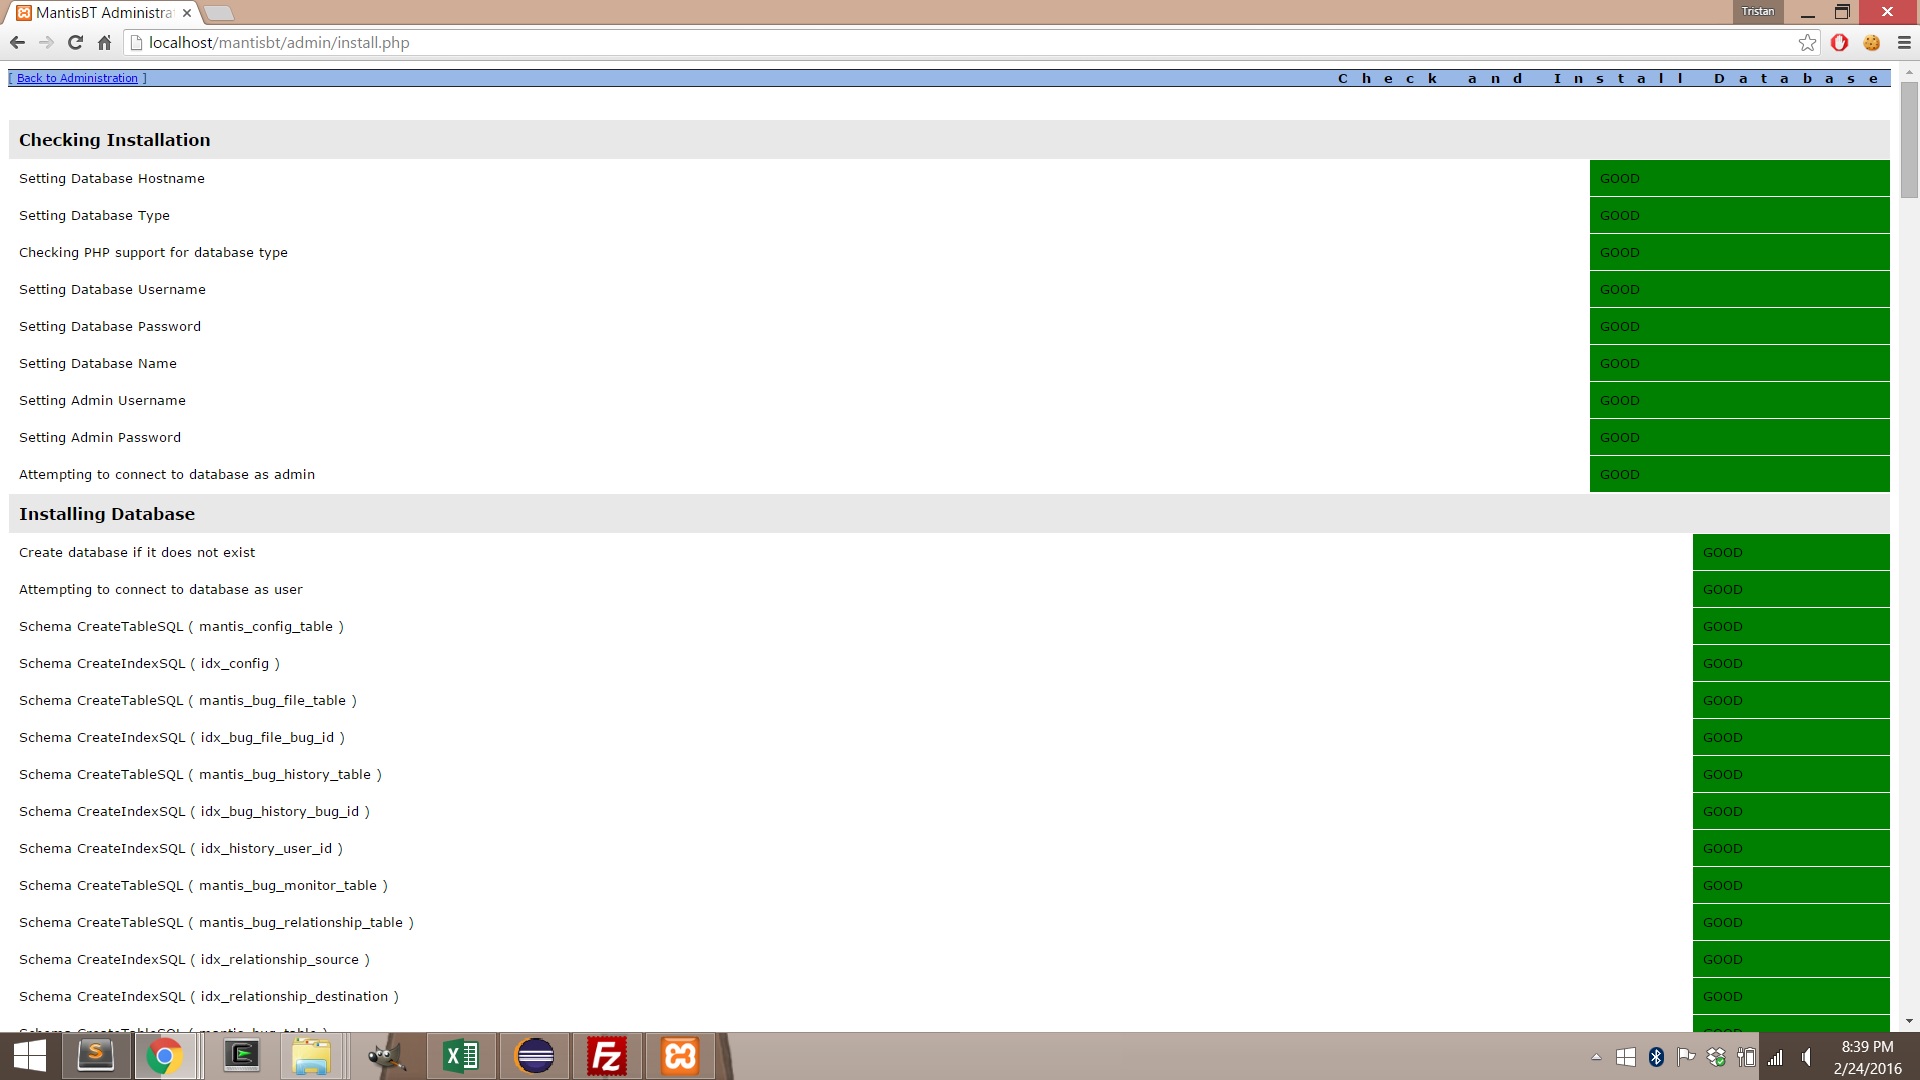 MantisBT Administra
Tristan
localhost/mantisbt/admin/install.php
[ Back to Administration ]
Check and Install Database
Checking Installation
Setting Database Hostname GOOD
Setting Database Type GOOD
Checking PHP support for database type GOOD
Setting Database Username GOOD
Setting Database Password GOOD
Setting Database Name GOOD
Setting Admin Username GOOD
Setting Admin Password GOOD
Attempting to connect to database as admin GOOD
Installing Database
Create database if it does not exist GOOD
Attempting to connect to database as user GOOD
Schema CreateTableSQL ( mantis_config_table ) GOOD
Schema CreateIndexSQL ( idx_config ) GOOD
Schema CreateTableSQL ( mantis_bug_file_table ) GOOD
Schema CreateIndexSQL ( idx_bug_file_bug_id ) GOOD
Schema CreateTableSQL ( mantis_bug_history_table ) GOOD
Schema CreateIndexSQL ( idx_bug_history_bug_id ) GOOD
Schema CreateIndexSQL ( idx_history_user_id ) GOOD
Schema CreateTableSQL ( mantis_bug_monitor_table ) GOOD
Schema CreateTableSQL ( mantis_bug_relationship_table ) GOOD
Schema CreateIndexSQL ( idx_relationship_source ) GOOD
Schema CreateIndexSQL ( idx_relationship_destination ) GOOD
Schema CreateTableSQL ( mantis_bug_table ) GOOD
8:39 PM
2/24/2016